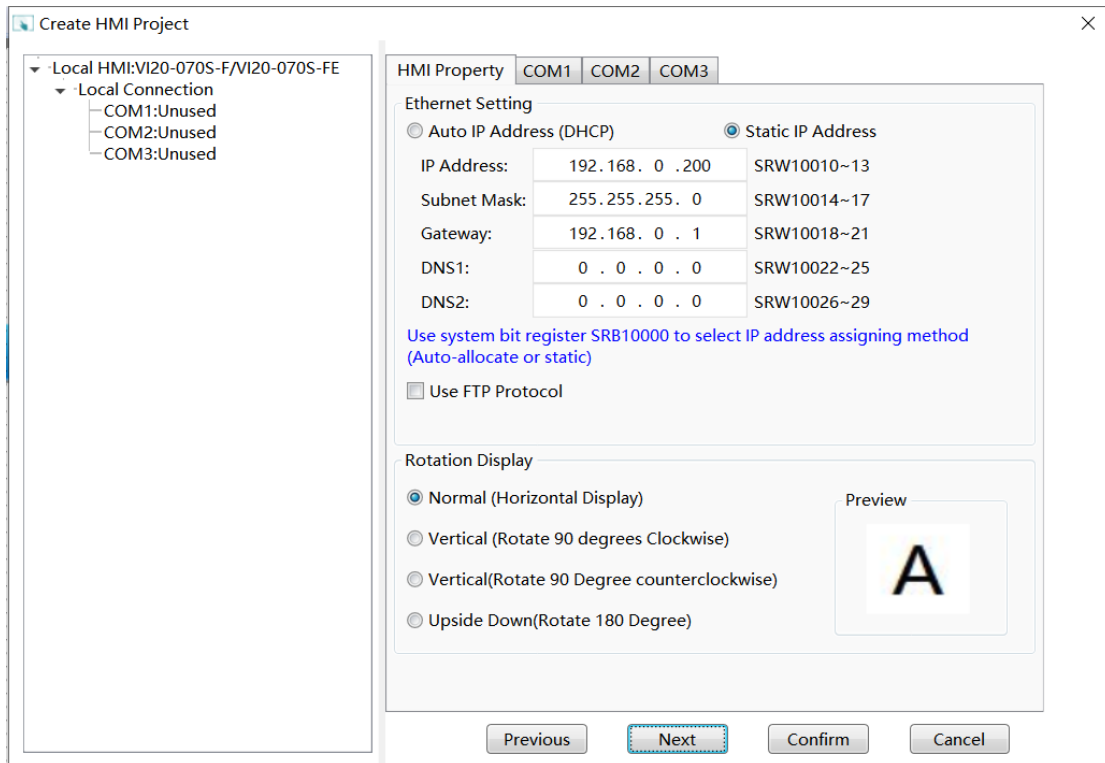 Create HMI Project
Local HMI:VI20-070S-F/VI20-070S-FE
Local Connection
COM1:Unused
COM2:Unused
COM3:Unused
HMI Property COM1 COM2 COM3
Ethernet Setting
Auto IP Address (DHCP) Static IP Address
IP Address: 192.168. 0 .200 SRW10010~13
Subnet Mask: 255.255.255. 0 SRW10014~17
Gateway: 192.168. 0 . 1 SRW10018~21
DNS1: 0 . 0 . 0 . 0 SRW10022~25
DNS2: 0 . 0 . 0 . 0 SRW10026~29
Use system bit register SRB10000 to select IP address assigning method
(Auto-allocate or static)
Use FTP Protocol
Rotation Display
Normal (Horizontal Display)
Vertical (Rotate 90 degrees Clockwise)
Vertical(Rotate 90 Degree counterclockwise)
Upside Down(Rotate 180 Degree)
Preview
A
Previous Next Confirm Cancel